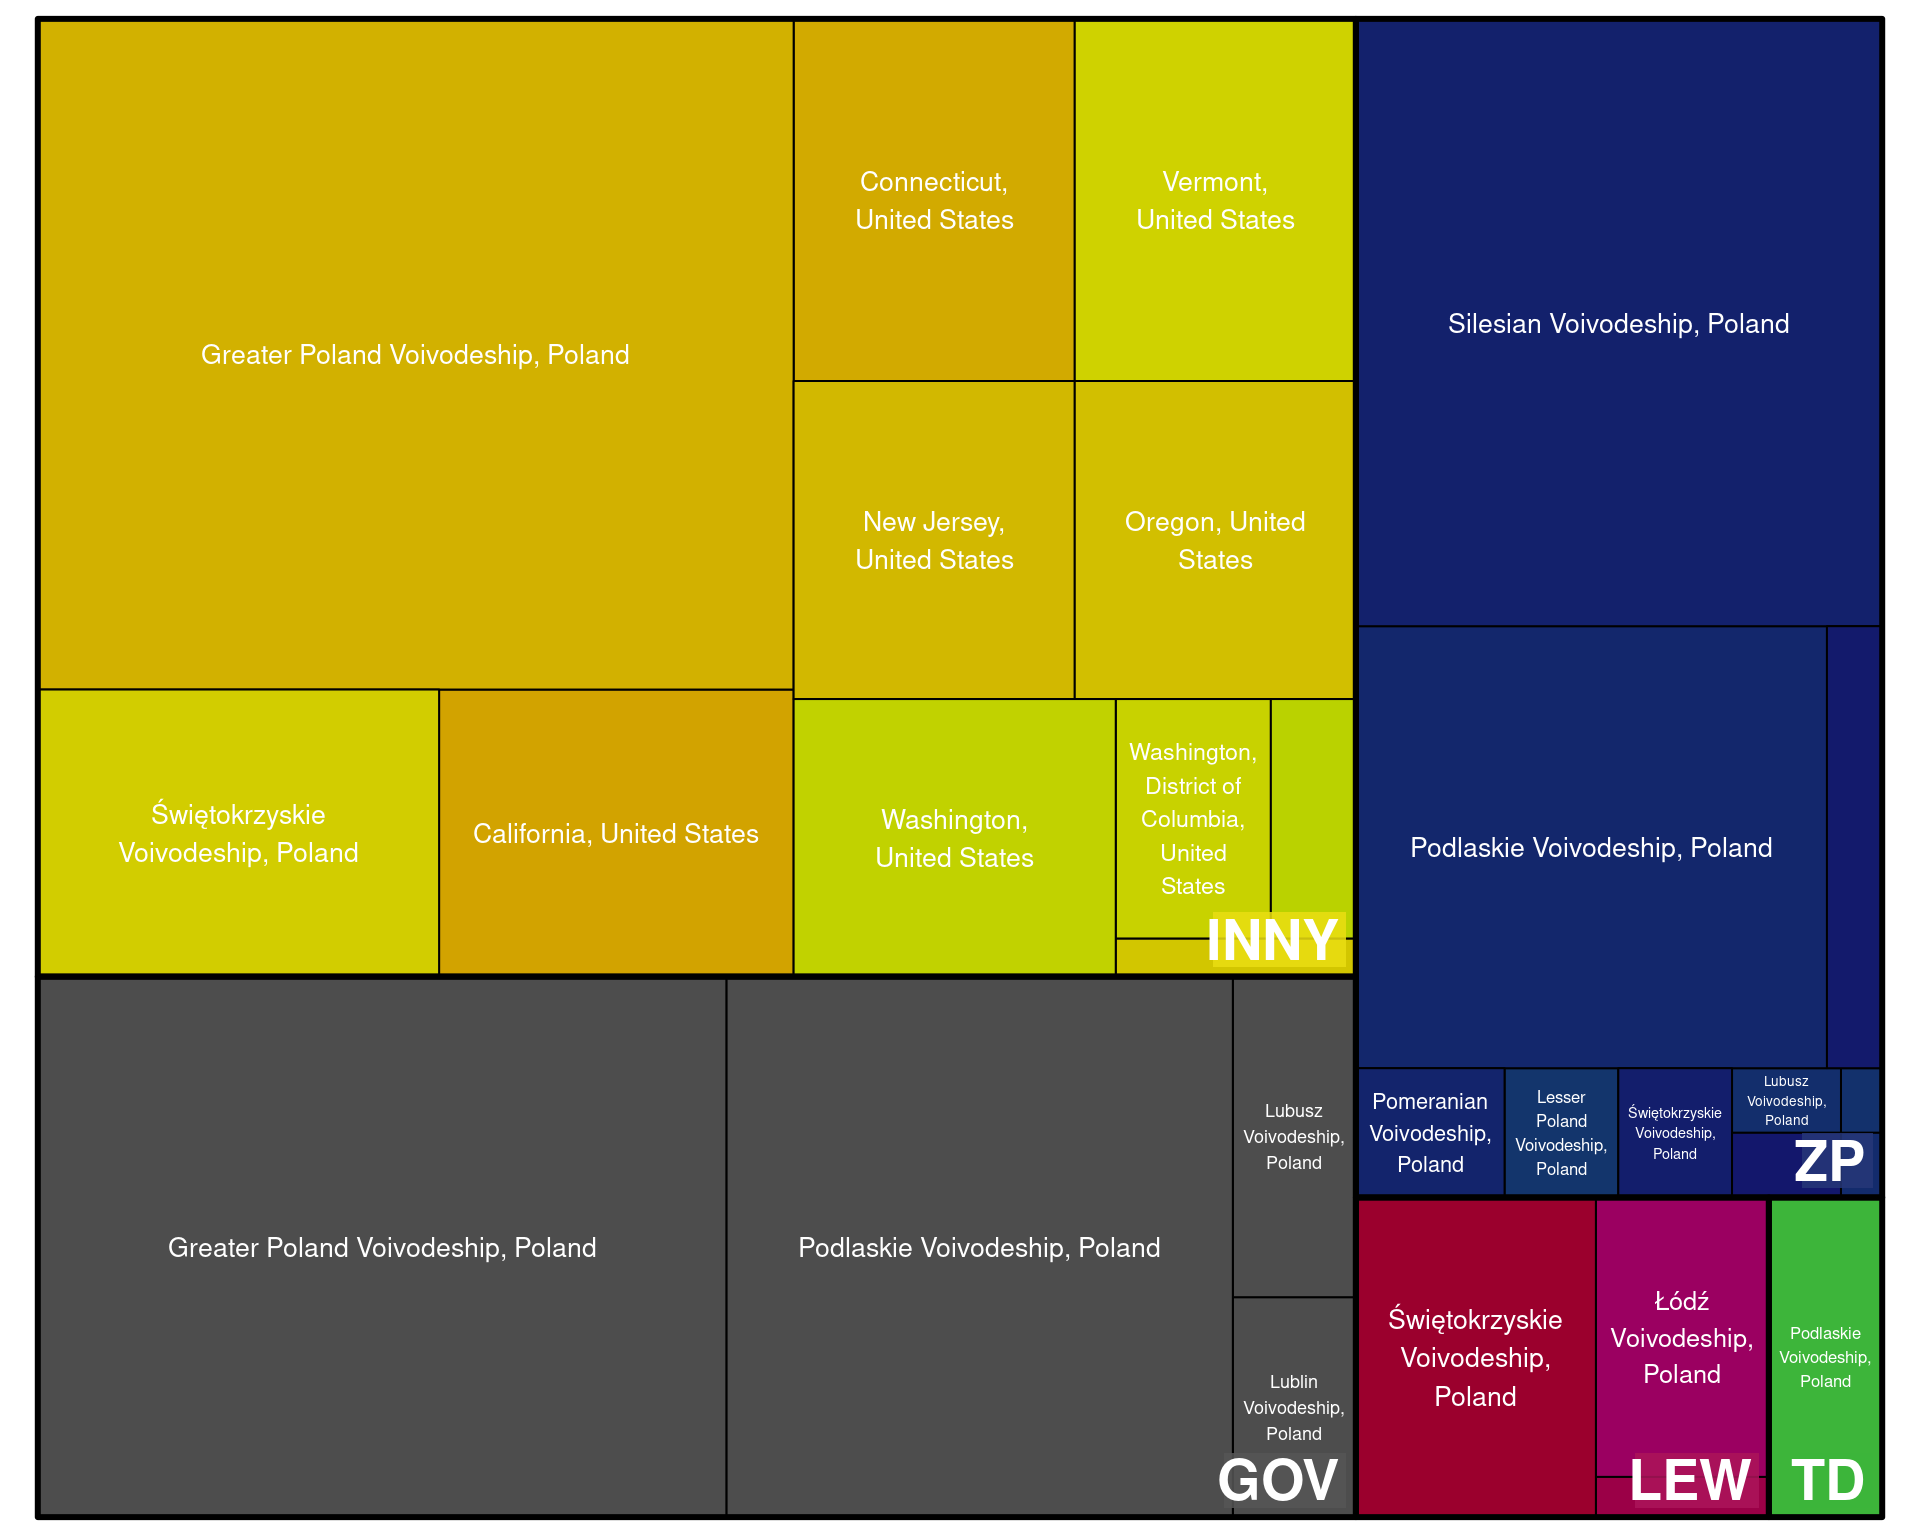 Greater Poland Voivodeship, Poland
Connecticut,
United States
Vermont,
United States
New Jersey,
United States
Oregon, United
States
Świętokrzyskie
Voivodeship, Poland
California, United States
Washington,
United States
Washington,
District of
Columbia,
United
States
INNY
Greater Poland Voivodeship, Poland
Podlaskie Voivodeship, Poland
Lubusz
Voivodeship,
Poland
Lublin
Voivodeship,
Poland
GOV
Silesian Voivodeship, Poland
Podlaskie Voivodeship, Poland
Pomeranian
Voivodeship,
Poland
Lesser
Poland
Voivodeship,
Poland
Świętokrzyskie
Voivodeship,
Poland
Lubusz
Voivodeship,
Poland
ZP
Świętokrzyskie
Voivodeship,
Poland
Łódź
Voivodeship,
Poland
LEW
Podlaskie
Voivodeship,
Poland
TD